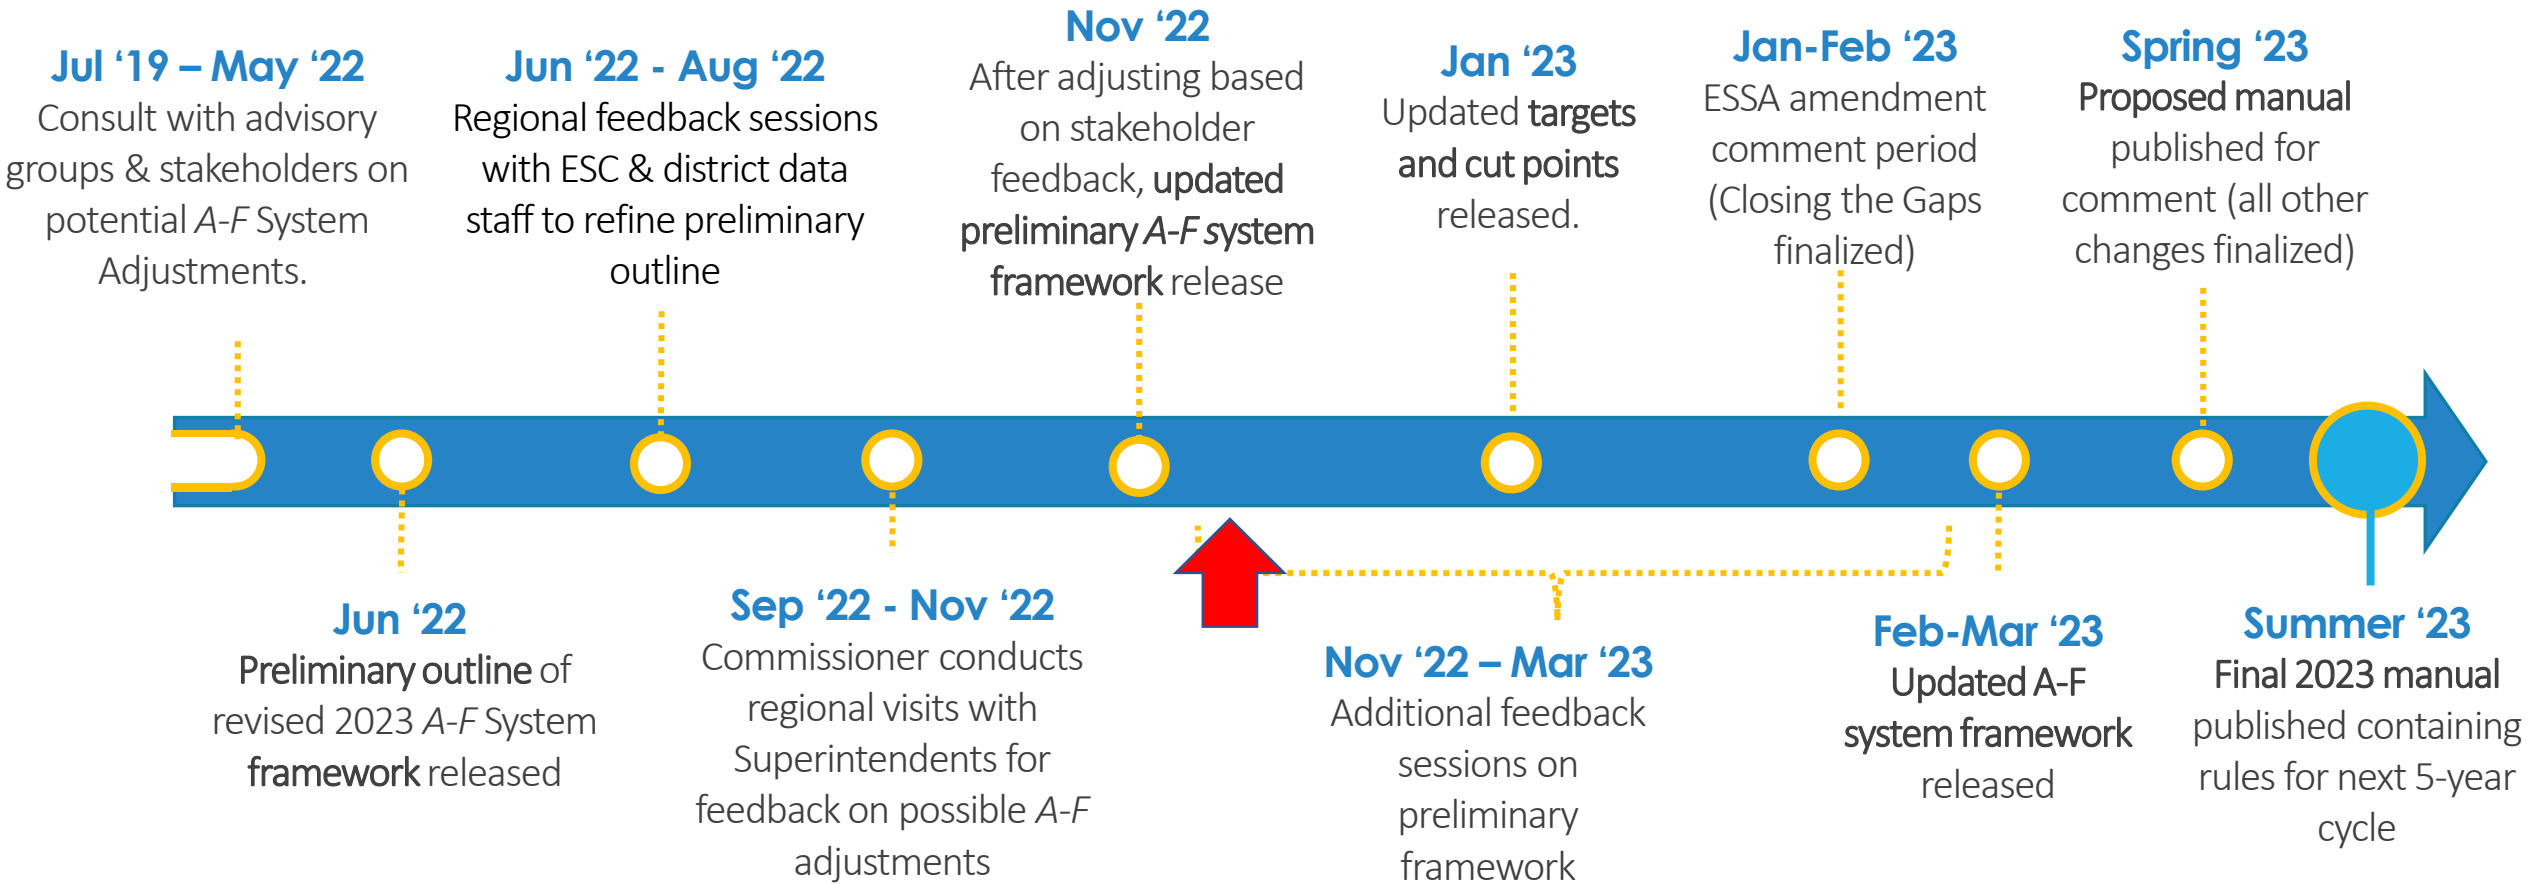 Jul ‘19 – May ‘22
Consult with advisory
groups & stakeholders on
potential A-F System
Adjustments.
Jun ‘22 - Aug ‘22
Regional feedback sessions
with ESC & district data
staff to refine preliminary
outline
Nov ‘22
After adjusting based
on stakeholder
feedback, updated
preliminary A-F system
framework release
Jan ‘23
Updated targets
and cut points
released.
Jan-Feb ‘23
ESSA amendment
comment period
(Closing the Gaps
finalized)
Spring ‘23
Proposed manual
published for
comment (all other
changes finalized)
Jun ‘22
Preliminary outline of
revised 2023 A-F System
framework released
Sep ‘22 - Nov ‘22
Commissioner conducts
regional visits with
Superintendents for
feedback on possible A-F
adjustments
Nov ‘22 – Mar ‘23
Additional feedback
sessions on
preliminary
framework
Feb-Mar ‘23
Updated A-F
system framework
released
Summer ‘23
Final 2023 manual
published containing
rules for next 5-year
cycle